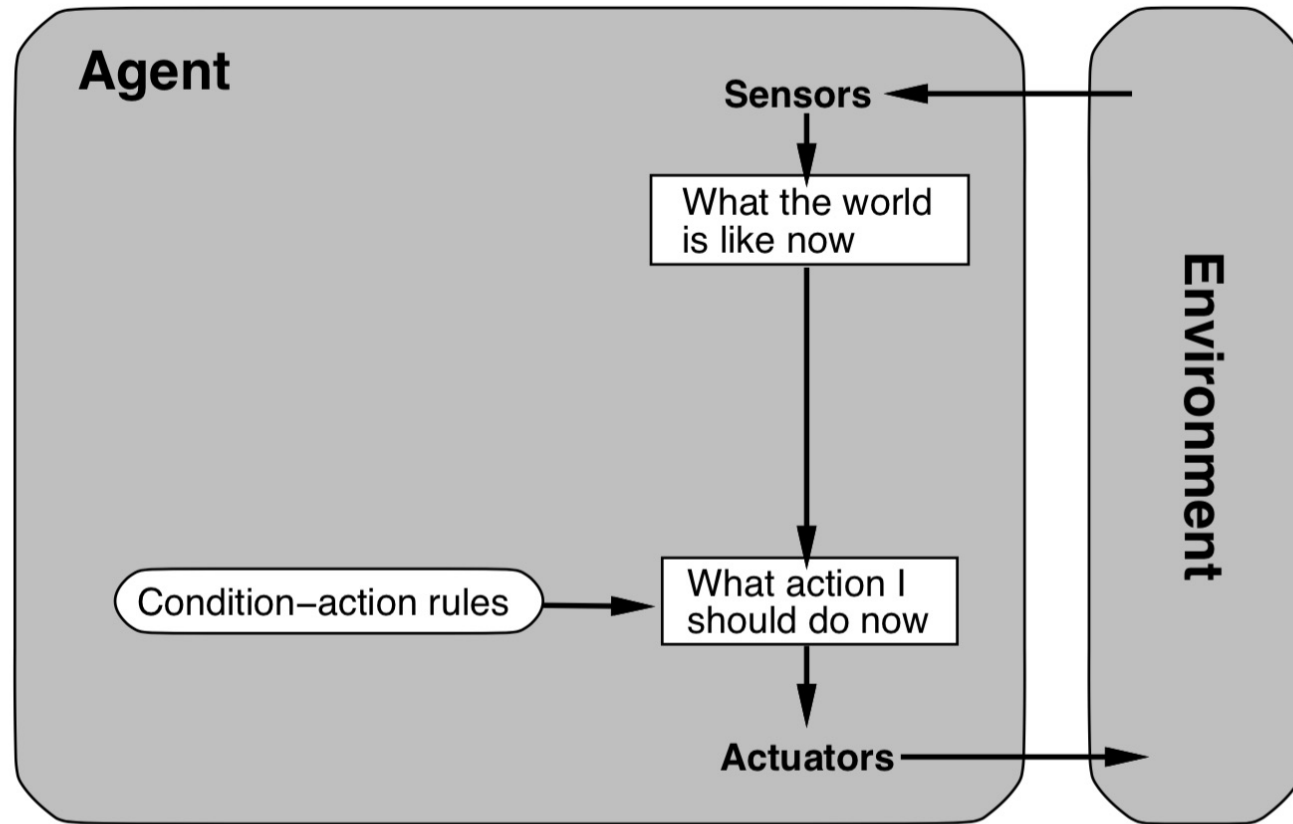 Agent
Sensors
What the world
is like now
Environment
Condition–action rules
What action I
should do now
Actuators